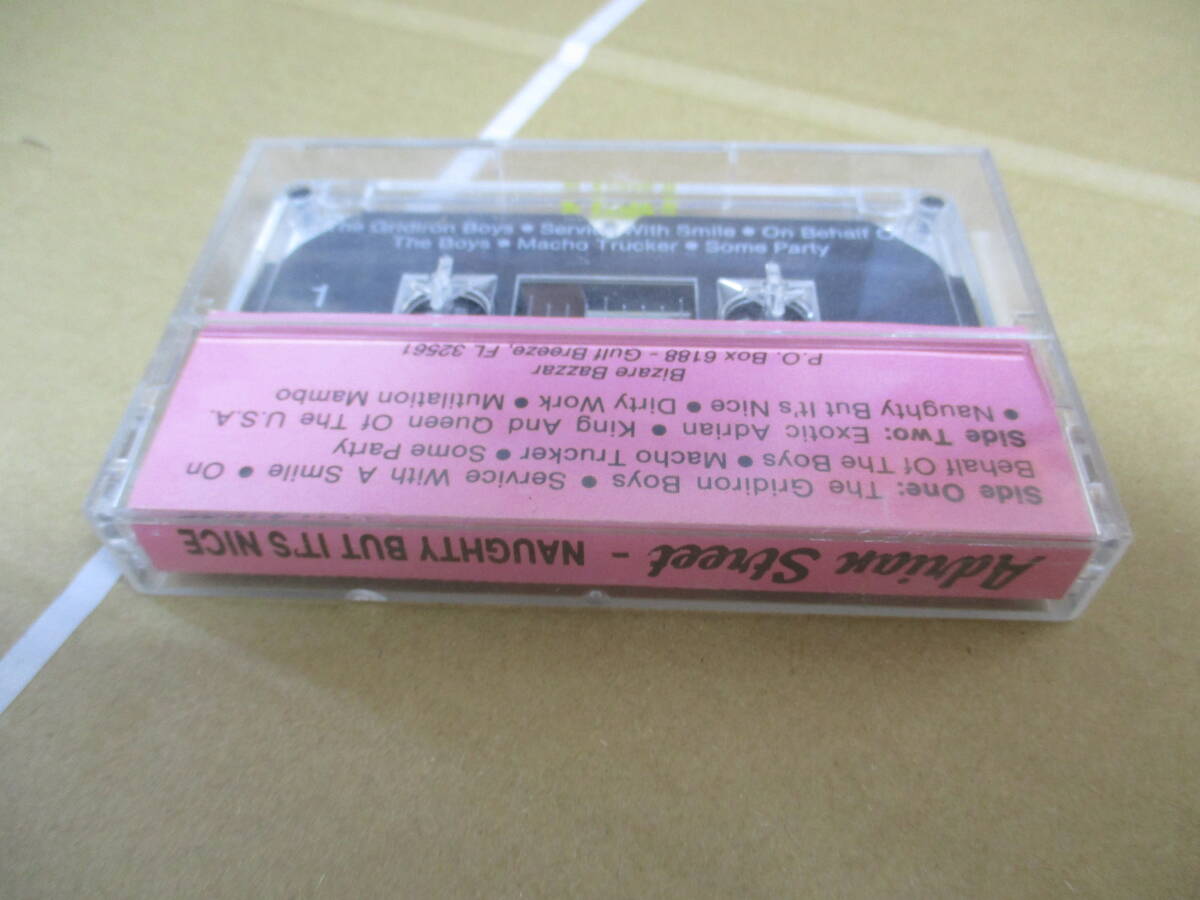 The Gridiron Boys • Service With Smile • On Behalf
The Boys • Macho Trucker • Some Party
1
Adrian Street - NAUGHTY BUT IT'S NICE
Side One: The Gridiron Boys • Service With A Smile • On
Behalf Of The Boys • Macho Trucker • Some Party
Side Two: Exotic Adrian • King And Queen Of The U.S.A.
• Naughty But It's Nice • Dirty Work • Mutilation Mambo
Bizare Bazzar
P.O. Box 6188 - Gulf Breeze, FL 32561